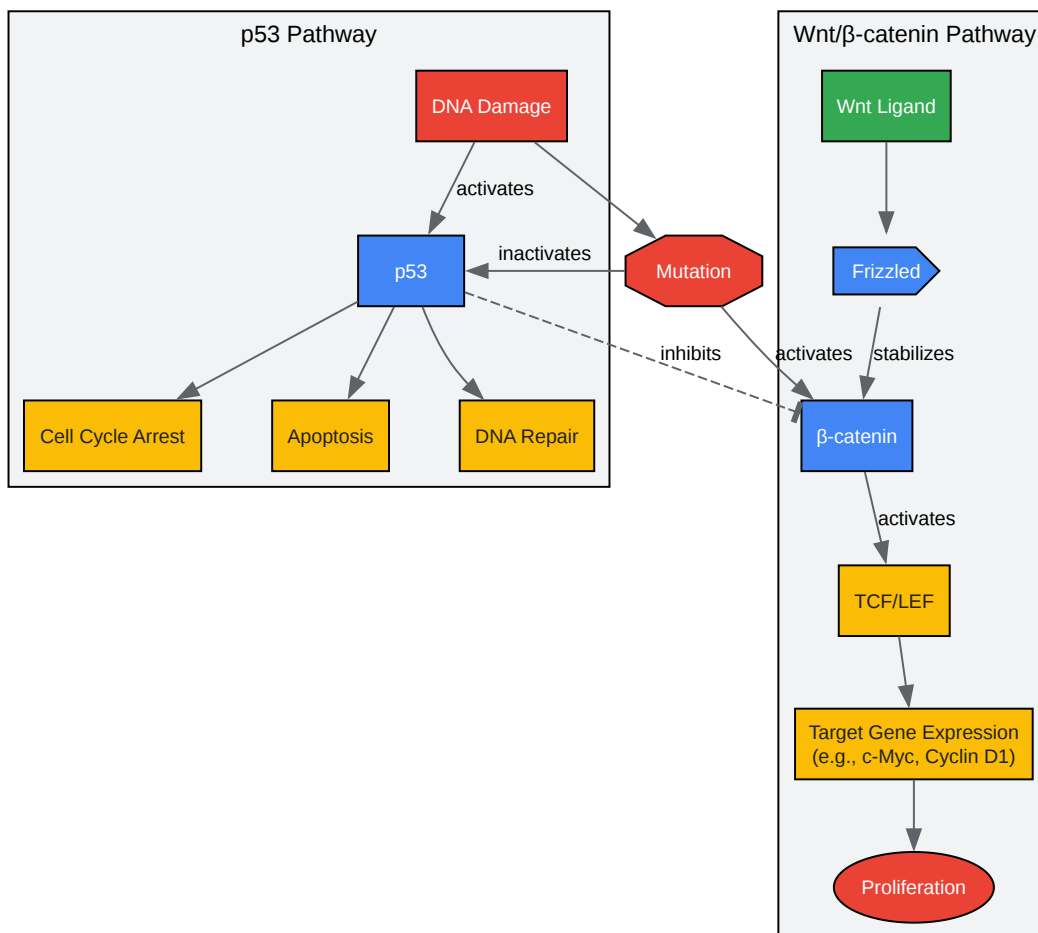 p53 Pathway
Wnt/β-catenin Pathway
DNA Damage
Wnt Ligand
activates
p53
inactivates
Mutation
Frizzled
inhibits
activates
stabilizes
Cell Cycle Arrest
Apoptosis
DNA Repair
β-catenin
activates
TCF/LEF
Target Gene Expression
(e.g., c-Myc, Cyclin D1)
Proliferation